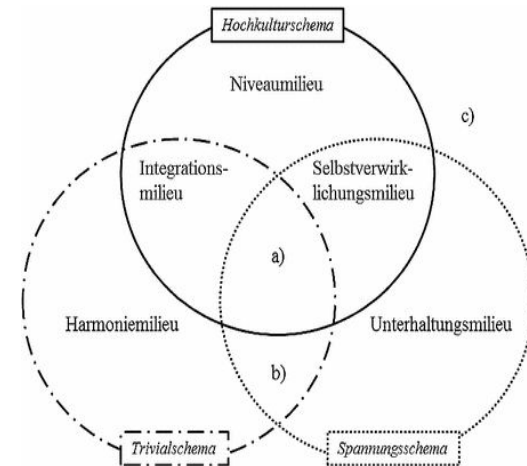 Hochkulturschema
Niveaumilieu
c)
Integrations-
milieu
Selbstverwirk-
lichungsmilieu
a)
Harmoniemilieu
Unterhaltungsmilieu
b)
Trivialschema
Spannungsschema